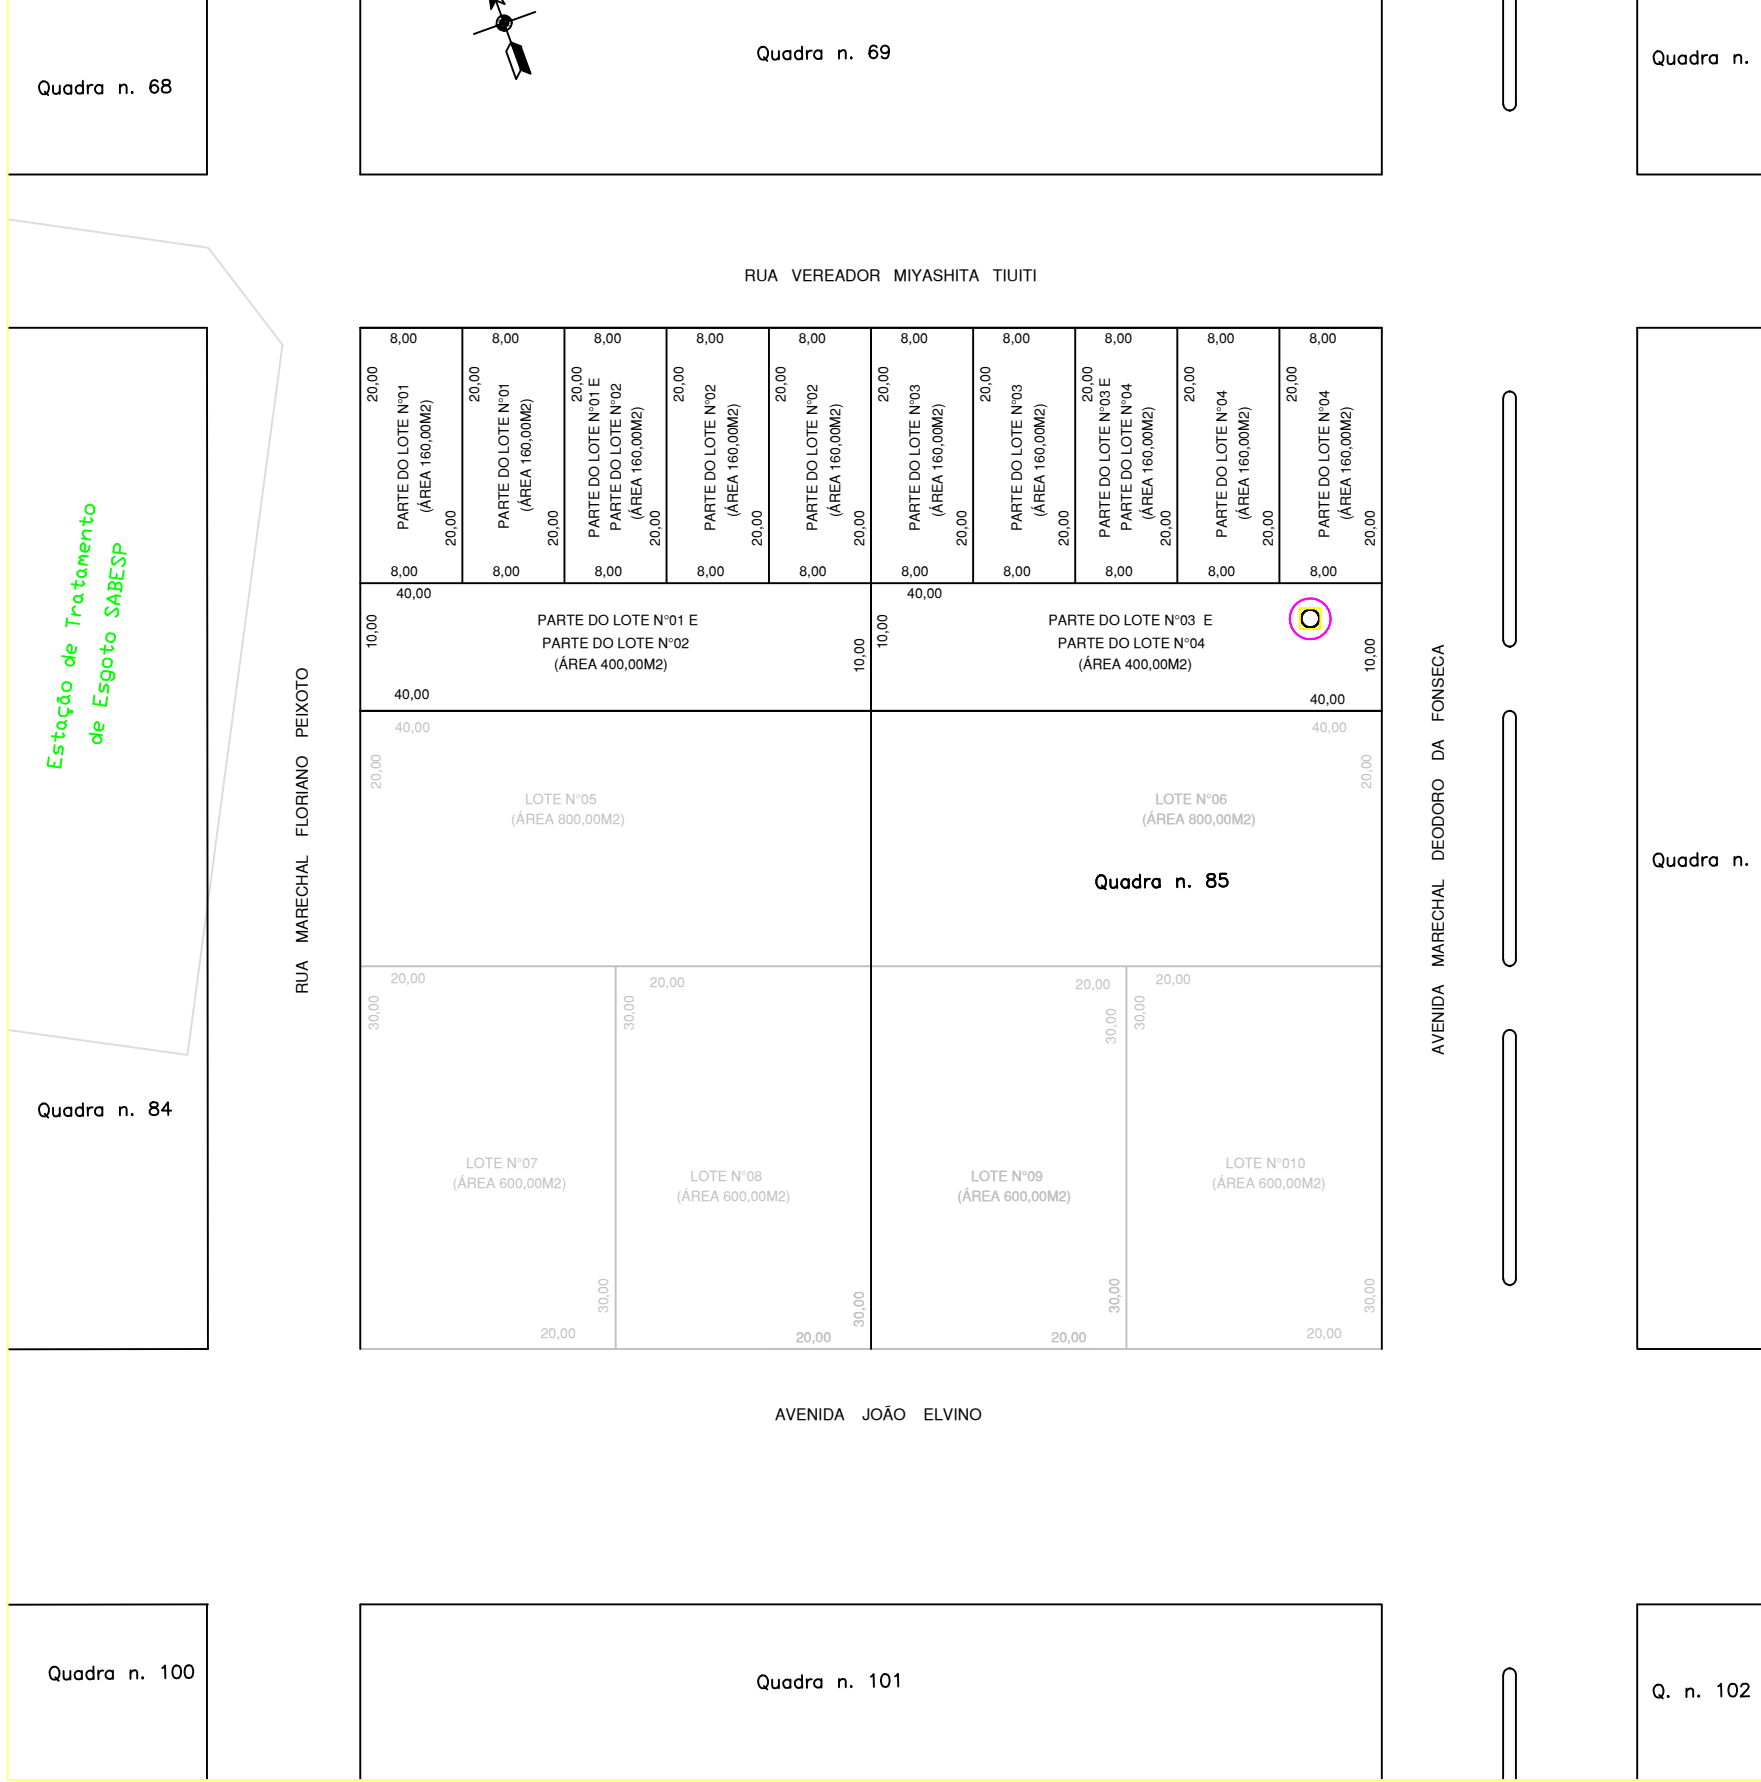 Quadra n. 69
Quadra n.
Quadra n. 68
RUA VEREADOR MIYASHITA TIUITI
8,00
8,00
8,00
8,00
8,00
8,00
8,00
8,00
8,00
8,00
20,00
PARTE DO LOTE N°01
(ÁREA 160,00M2)
20,00
20,00
PARTE DO LOTE N°01
(ÁREA 160,00M2)
20,00
20,00
PARTE DO LOTE N°01 E
PARTE DO LOTE N°02
(ÁREA 160,00M2)
20,00
20,00
PARTE DO LOTE N°02
(ÁREA 160,00M2)
20,00
20,00
PARTE DO LOTE N°02
(ÁREA 160,00M2)
20,00
20,00
PARTE DO LOTE N°03
(ÁREA 160,00M2)
20,00
20,00
PARTE DO LOTE N°03
(ÁREA 160,00M2)
20,00
20,00
PARTE DO LOTE N°03 E
PARTE DO LOTE N°04
(ÁREA 160,00M2)
20,00
20,00
PARTE DO LOTE N°04
(ÁREA 160,00M2)
20,00
20,00
PARTE DO LOTE N°04
(ÁREA 160,00M2)
20,00
8,00
8,00
8,00
8,00
8,00
8,00
8,00
8,00
8,00
8,00
40,00
10,00
PARTE DO LOTE N°01 E
PARTE DO LOTE N°02
(ÁREA 400,00M2)
10,00
40,00
40,00
10,00
PARTE DO LOTE N°03 E
PARTE DO LOTE N°04
(ÁREA 400,00M2)
10,00
40,00
Estação de Tratamento
de Esgoto SABESP
RUA MARECHAL FLORIANO PEIXOTO
AVENIDA MARECHAL DEODORO DA FONSECA
40,00
20,00
LOTE N°05
(ÁREA 800,00M2)
40,00
20,00
LOTE N°06
(ÁREA 800,00M2)
Quadra n. 85
Quadra n.
20,00
30,00
LOTE N°07
(ÁREA 600,00M2)
30,00
20,00
20,00
30,00
LOTE N°08
(ÁREA 600,00M2)
30,00
20,00
20,00
30,00
LOTE N°09
(ÁREA 600,00M2)
30,00
20,00
20,00
30,00
LOTE N°010
(ÁREA 600,00M2)
30,00
20,00
Quadra n. 84
AVENIDA JOÃO ELVINO
Quadra n. 100
Quadra n. 101
Q. n. 102